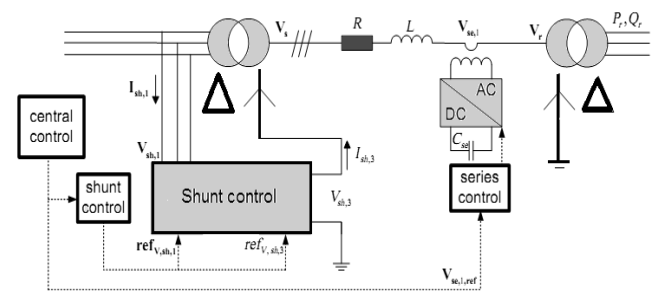 V_s
R
L
V_se,1
V_r
P_r, Q_r
I_sh,1
AC
DC
C_se
central
control
V_sh,1
I_sh,3
shunt
control
Shunt control
V_sh,3
series
control
ref_V,sh,1
ref_V,sh,3
V_se,1,ref